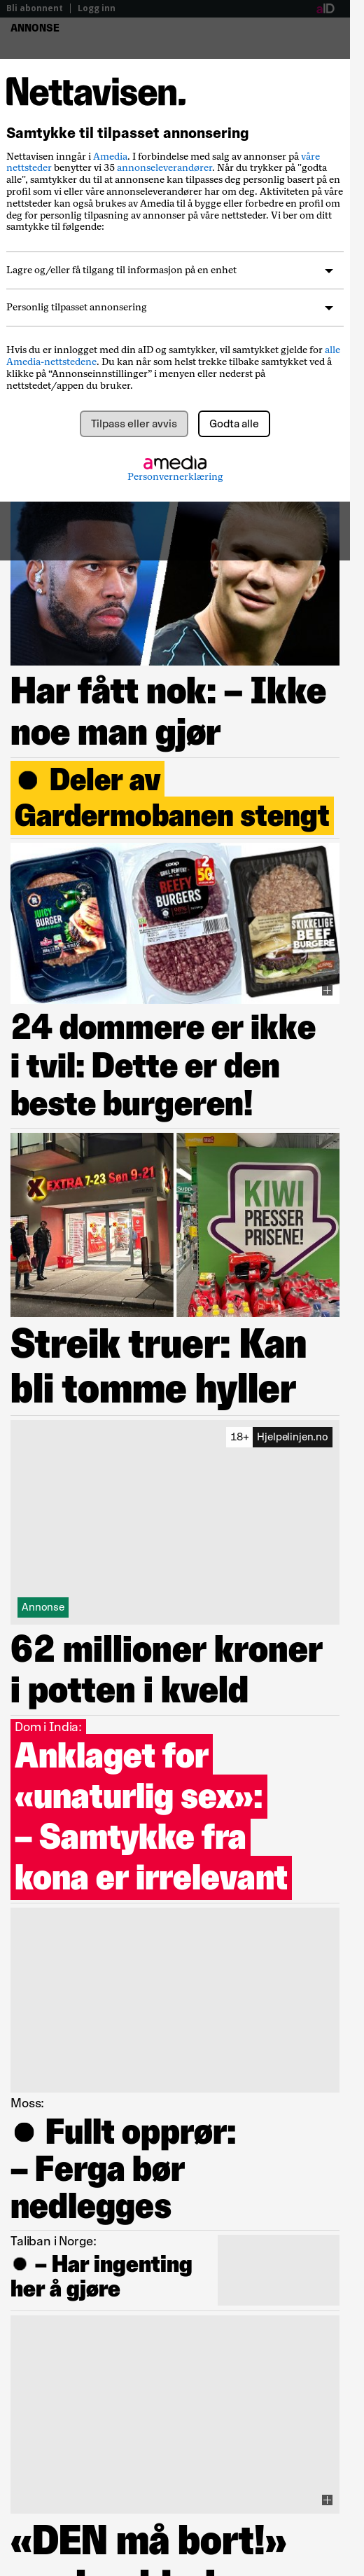 Bli abonnent | Logg inn
aID
ANNONSE
Nettavisen.
Samtykke til tilpasset annonsering
Nettavisen inngår i Amedia. I forbindelse med salg av annonser på våre
nettsteder benytter vi 35 annonseleverandører. Når du trykker på "godta
alle", samtykker du til at annonsene kan tilpasses deg personlig basert på en
profil som vi eller våre annonseleverandører har om deg. Aktiviteten på våre
nettsteder kan også brukes av Amedia til å bygge eller forbedre en profil om
deg for personlig tilpasning av annonser på våre nettsteder. Vi ber om ditt
samtykke til følgende:
Lagre og/eller få tilgang til informasjon på en enhet
Personlig tilpasset annonsering
Hvis du er innlogget med din aID og samtykker, vil samtykket gjelde for alle
Amedia-nettstedene. Du kan når som helst trekke tilbake samtykket ved å
klikke på “Annonseinnstillinger” i menyen eller nederst på
nettstedet/appen du bruker.
Tilpass eller avvis
Godta alle
amedia
Personvernerklæring
Har fått nok: – Ikke
noe man gjør
● Deler av
Gardermobanen stengt
JUICY
BURGER
coop
GRILL PERFEKT
BEEFY
BURGERS
2
50
SKIKKELIGE
BEEF
BURGERE
24 dommere er ikke
i tvil: Dette er den
beste burgeren!
X EXTRA 7-23 Søn 9-21
KIWI
PRESSER
PRISENE!
Streik truer: Kan
bli tomme hyller
18+ Hjelpelinjen.no
Annonse
62 millioner kroner
i potten i kveld
Dom i India:
Anklaget for
«unaturlig sex»:
– Samtykke fra
kona er irrelevant
Moss:
● Fullt opprør:
– Ferga bør
nedlegges
Taliban i Norge:
● – Har ingenting
her å gjøre
«DEN må bort!»